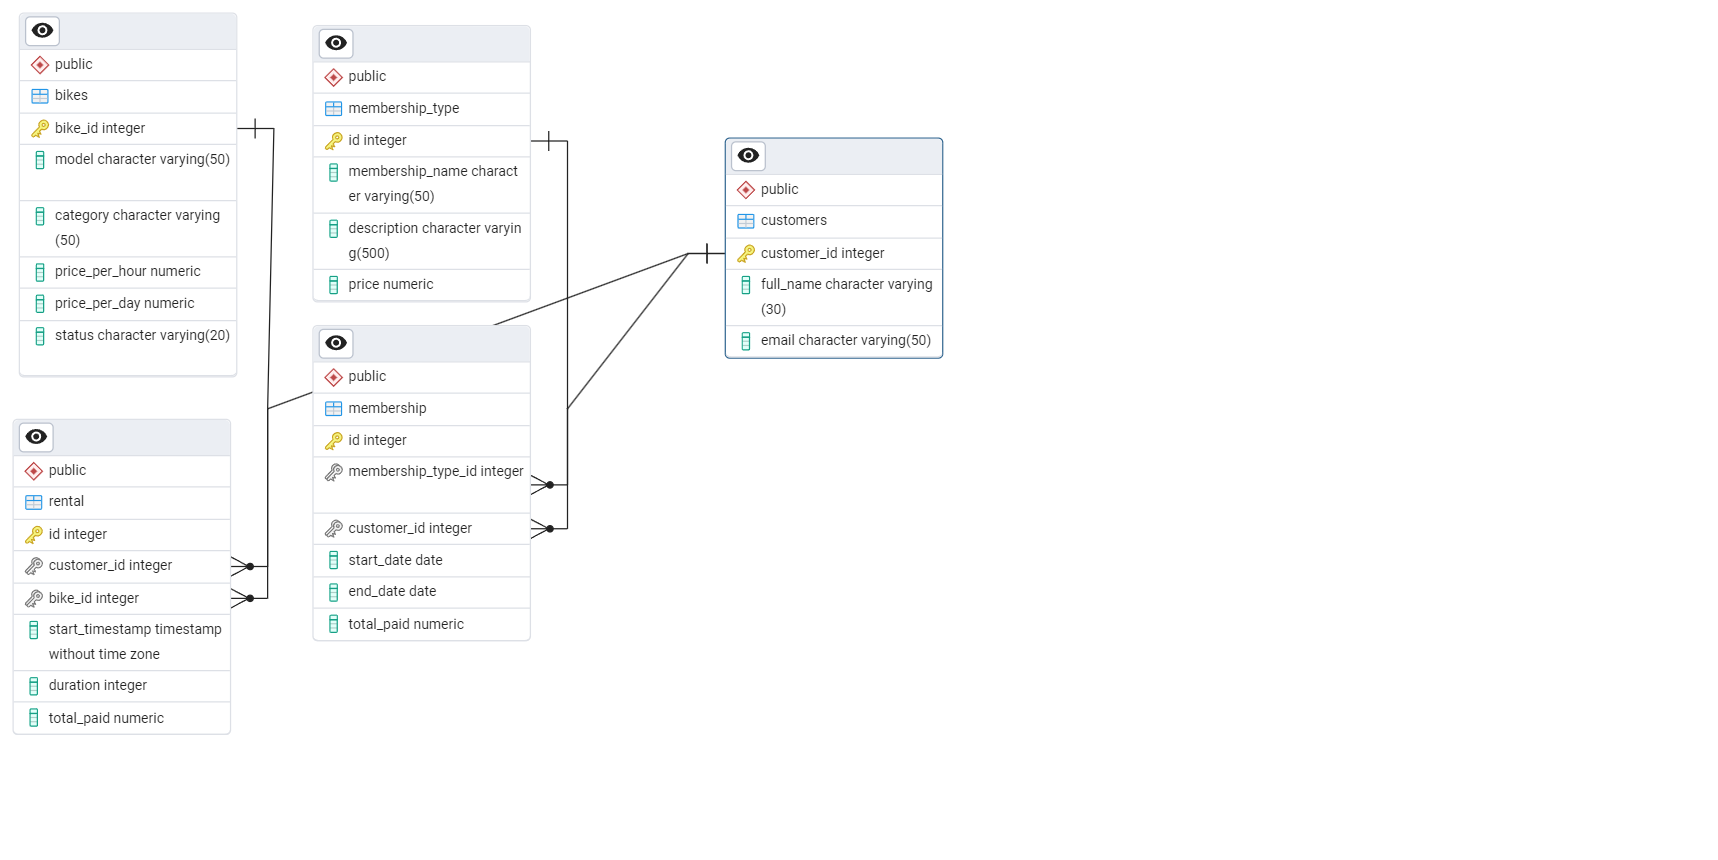 public
bikes
bike_id integer
model character varying(50)
category character varying
(50)
price_per_hour numeric
price_per_day numeric
status character varying(20)
public
membership_type
id integer
membership_name charact
er varying(50)
description character varyin
g(500)
price numeric
public
customers
customer_id integer
full_name character varying
(30)
email character varying(50)
public
membership
id integer
membership_type_id integer
customer_id integer
start_date date
end_date date
total_paid numeric
public
rental
id integer
customer_id integer
bike_id integer
start_timestamp timestamp
without time zone
duration integer
total_paid numeric